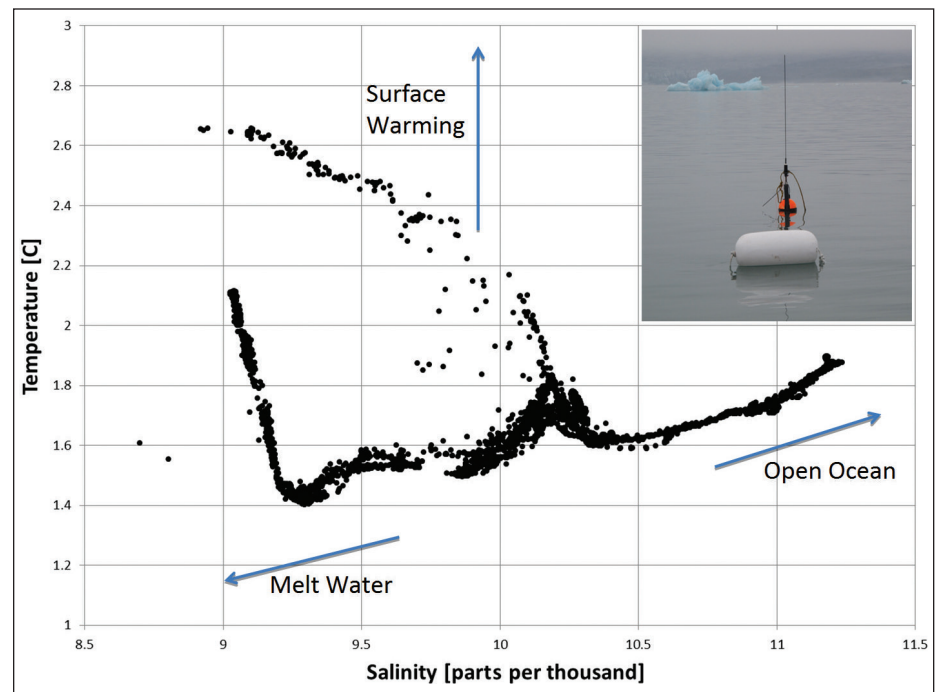 3
2.8
2.6
2.4
2.2
2
1.8
1.6
1.4
1.2
1
Temperature [C]
Surface
Warming
Open Ocean
Melt Water
8.5 9 9.5 10 10.5 11 11.5
Salinity [parts per thousand]